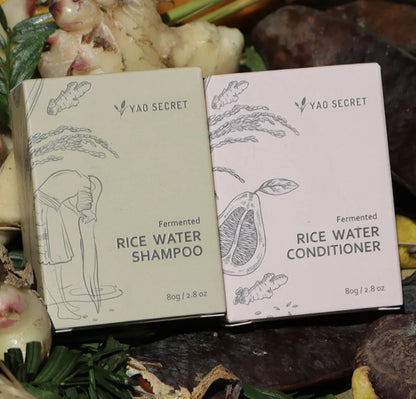 YAO SECRET
Fermented
RICE WATER
SHAMPOO
80g / 2.8 oz
YAO SECRET
Fermented
RICE WATER
CONDITIONER
80g / 2.8 oz